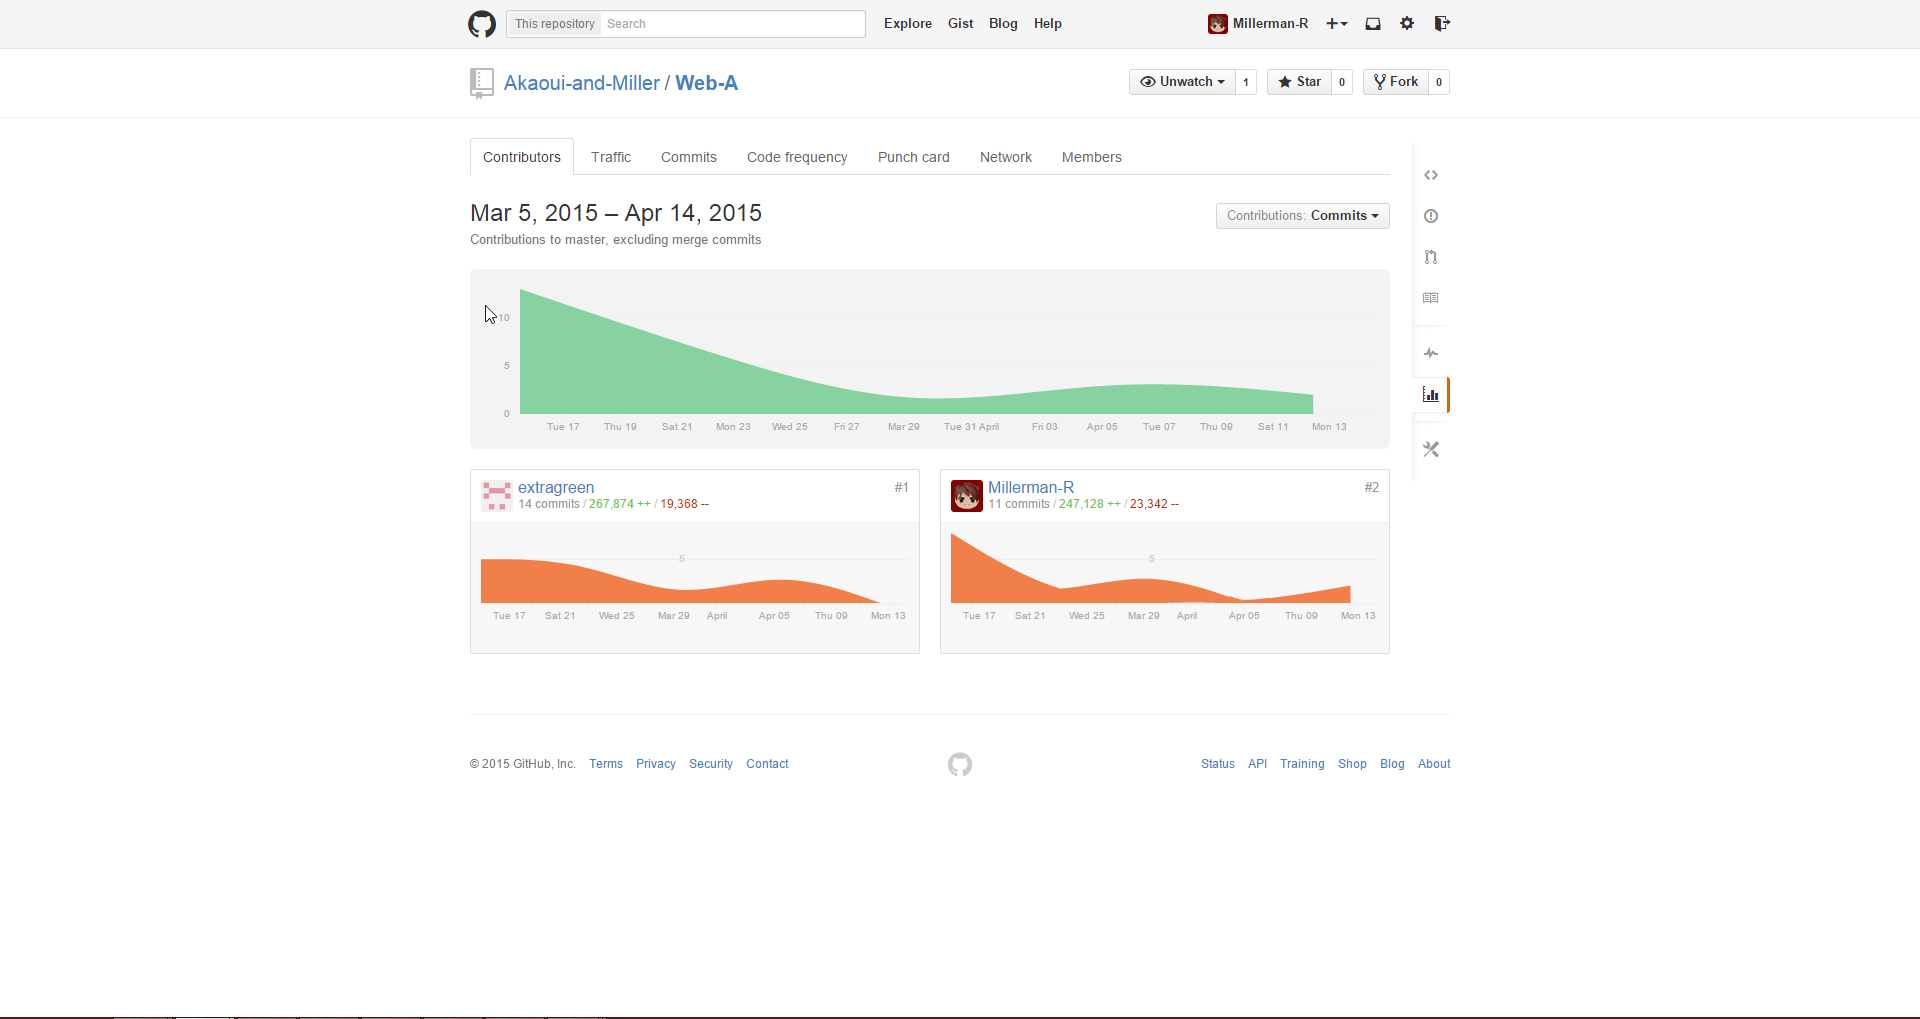 This repository Search Explore Gist Blog Help Millerman-R
Akaoui-and-Miller / Web-A Unwatch 1 Star 0 Fork 0
Contributors Traffic Commits Code frequency Punch card Network Members
Mar 5, 2015 – Apr 14, 2015
Contributions: Commits
Contributions to master, excluding merge commits
10
5
0
Tue 17 Thu 19 Sat 21 Mon 23 Wed 25 Fri 27 Mar 29 Tue 31 April Fri 03 Apr 05 Tue 07 Thu 09 Sat 11 Mon 13
extragreen #1
14 commits / 267,874 ++ / 19,368 --
5
Tue 17 Sat 21 Wed 25 Mar 29 April Apr 05 Thu 09 Mon 13
Millerman-R #2
11 commits / 247,128 ++ / 23,342 --
5
Tue 17 Sat 21 Wed 25 Mar 29 April Apr 05 Thu 09 Mon 13
© 2015 GitHub, Inc. Terms Privacy Security Contact Status API Training Shop Blog About